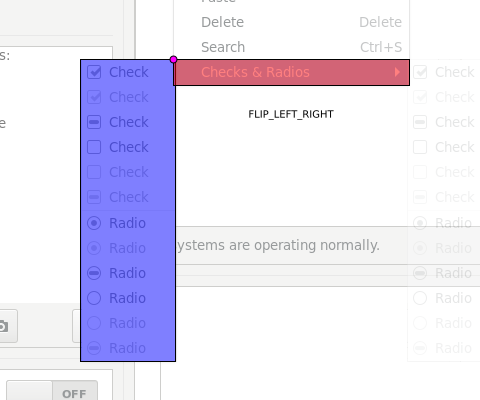 Paste
Delete Delete
Search Ctrl+S
s:
Check Checks & Radios Check
Check Check
FLIP_LEFT_RIGHT
e Check Check
Check Check
Check Check
Check Check
Radio Radio
Radio ystems are operating normally. Radio
Radio Radio
Radio Radio
Radio Radio
Radio Radio
OFF